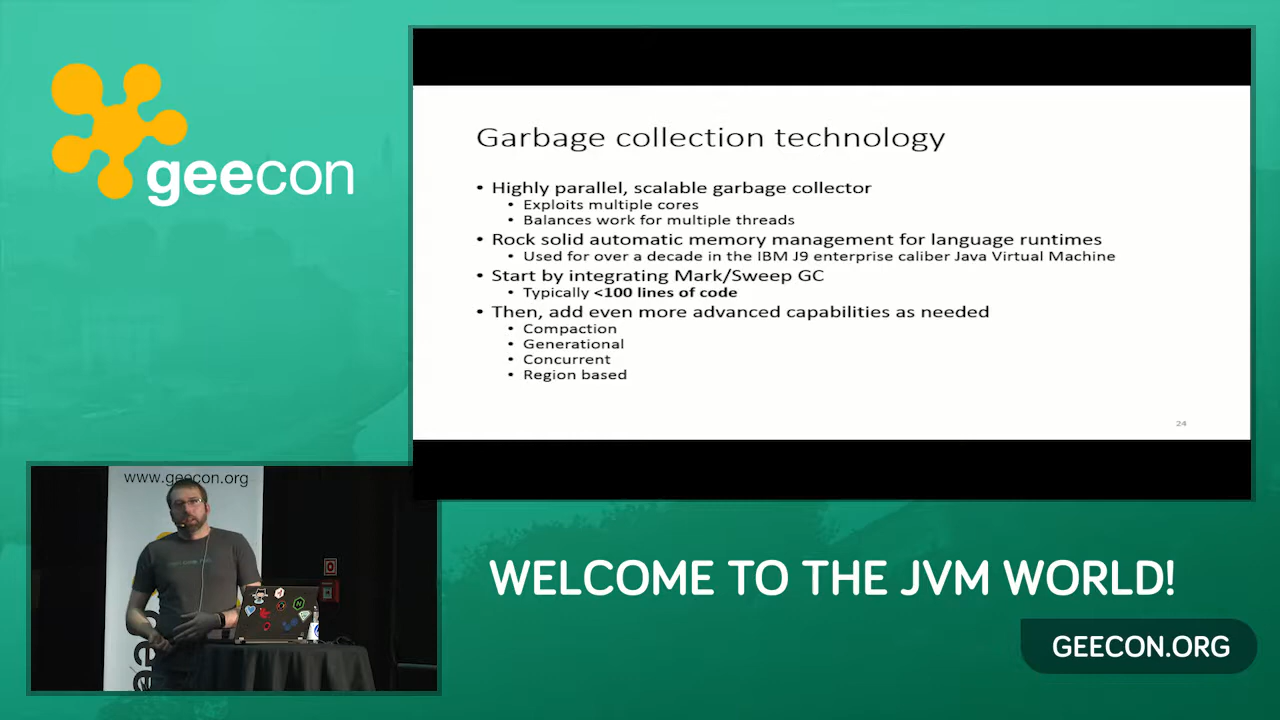 geecon
Garbage collection technology
• Highly parallel, scalable garbage collector
• Exploits multiple cores
• Balances work for multiple threads
• Rock solid automatic memory management for language runtimes
• Used for over a decade in the IBM J9 enterprise caliber Java Virtual Machine
• Start by integrating Mark/Sweep GC
• Typically <100 lines of code
• Then, add even more advanced capabilities as needed
• Compaction
• Generational
• Concurrent
• Region based
24
www.geecon.org
WELCOME TO THE JVM WORLD!
GEECON.ORG